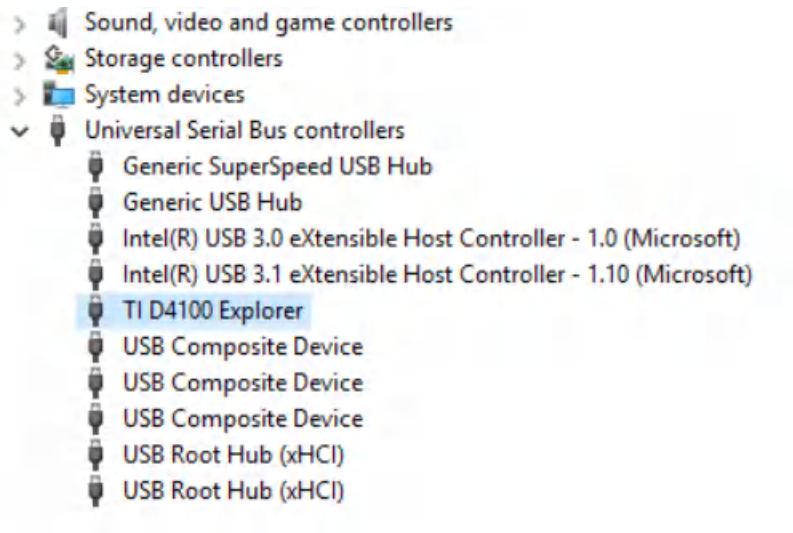 Sound, video and game controllers
Storage controllers
System devices
Universal Serial Bus controllers
Generic SuperSpeed USB Hub
Generic USB Hub
Intel(R) USB 3.0 eXtensible Host Controller - 1.0 (Microsoft)
Intel(R) USB 3.1 eXtensible Host Controller - 1.10 (Microsoft)
TI D4100 Explorer
USB Composite Device
USB Composite Device
USB Composite Device
USB Root Hub (xHCI)
USB Root Hub (xHCI)